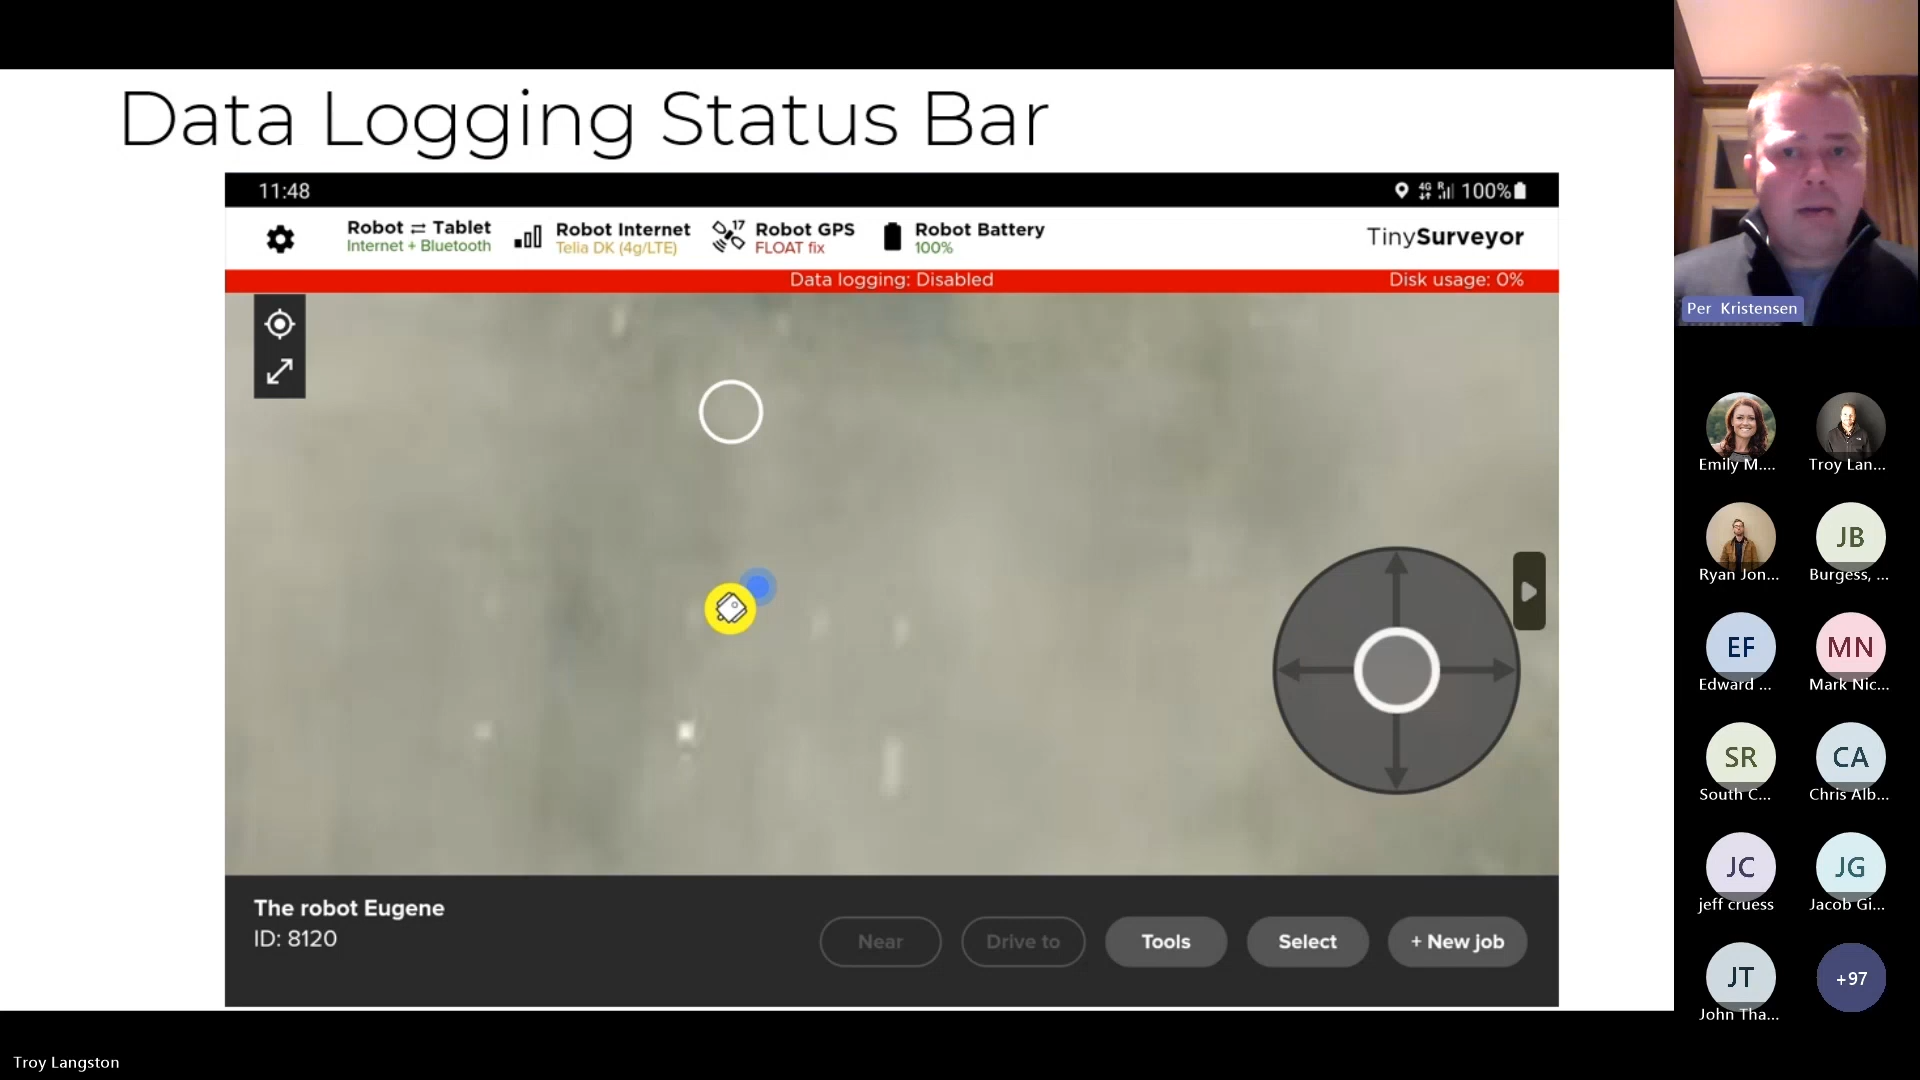 Data Logging Status Bar
11:48
4G R 100%
Robot ⇌ Tablet
Internet + Bluetooth
Robot Internet
Telia DK (4g/LTE)
17
Robot GPS
FLOAT fix
Robot Battery
100%
TinySurveyor
Data logging: Disabled
Disk usage: 0%
The robot Eugene
ID: 8120
Near
Drive to
Tools
Select
+ New job
Per Kristensen
Emily M....
Troy Lan...
Ryan Jon...
JB
Burgess, ...
EF
Edward ...
MN
Mark Nic...
SR
South C...
CA
Chris Alb...
JC
jeff cruess
JG
Jacob Gi...
JT
John Tha...
+97
Troy Langston